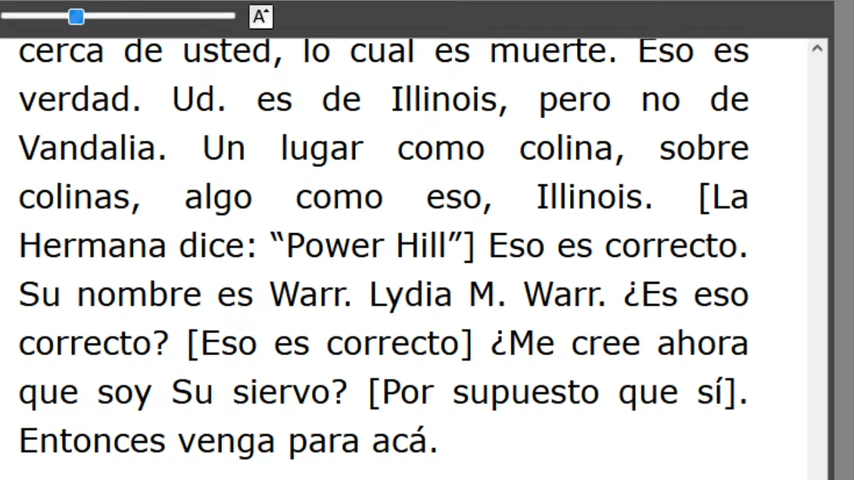 A
cerca de usted, lo cual es muerte. Eso es
verdad. Ud. es de Illinois, pero no de
Vandalia. Un lugar como colina, sobre
colinas, algo como eso, Illinois. [La
Hermana dice: “Power Hill”] Eso es correcto.
Su nombre es Warr. Lydia M. Warr. ¿Es eso
correcto? [Eso es correcto] ¿Me cree ahora
que soy Su siervo? [Por supuesto que sí].
Entonces venga para acá.